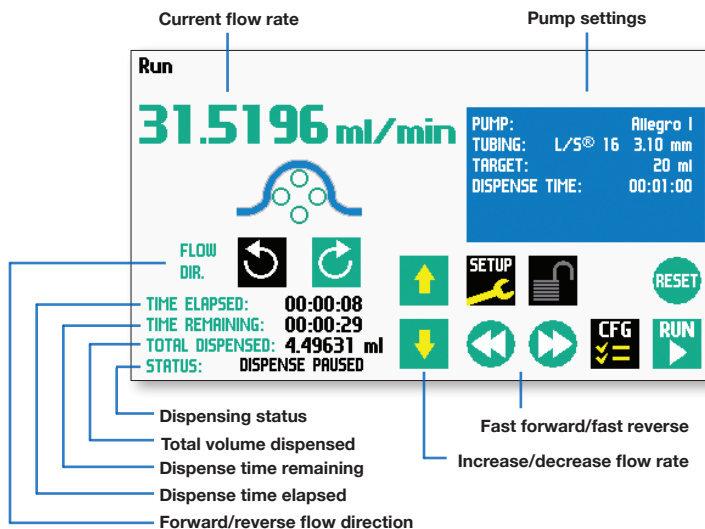 Current flow rate
Pump settings
Run
31.5196 ml/min
PUMP: Allegro I
TUBING: L/S® 16 3.10 mm
TARGET: 20 ml
DISPENSE TIME: 00:01:00
FLOW
DIR.
SETUP
RESET
TIME ELAPSED: 00:00:08
TIME REMAINING: 00:00:29
TOTAL DISPENSED: 4.49631 ml
STATUS: DISPENSE PAUSED
CFG
RUN
Dispensing status
Total volume dispensed
Dispense time remaining
Dispense time elapsed
Forward/reverse flow direction
Fast forward/fast reverse
Increase/decrease flow rate